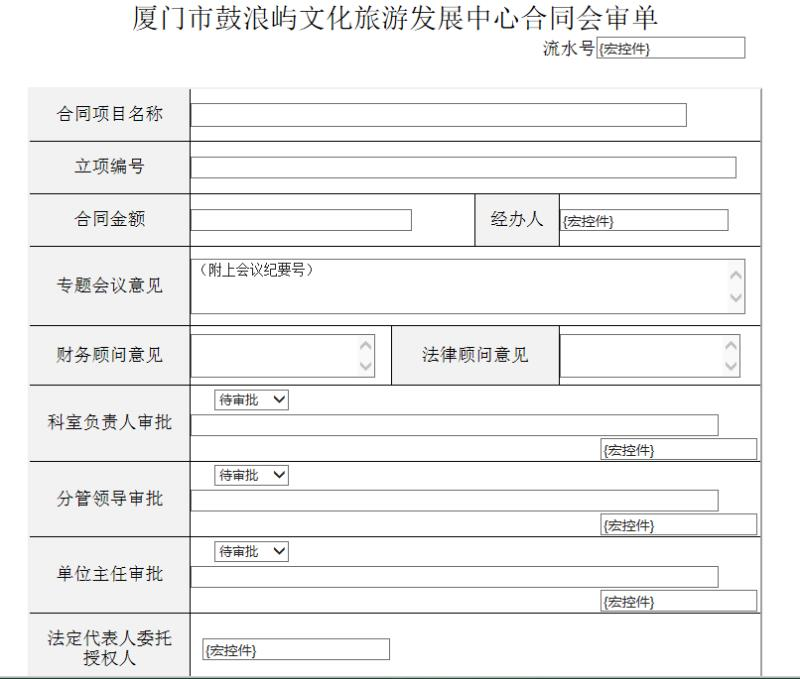 厦门市鼓浪屿文化旅游发展中心合同会审单
流水号 {宏控件}
合同项目名称
立项编号
合同金额 经办人 {宏控件}
专题会议意见 （附上会议纪要号）
财务顾问意见 法律顾问意见
待审批
科室负责人审批
{宏控件}
待审批
分管领导审批
{宏控件}
待审批
单位主任审批
{宏控件}
法定代表人委托
授权人
{宏控件}